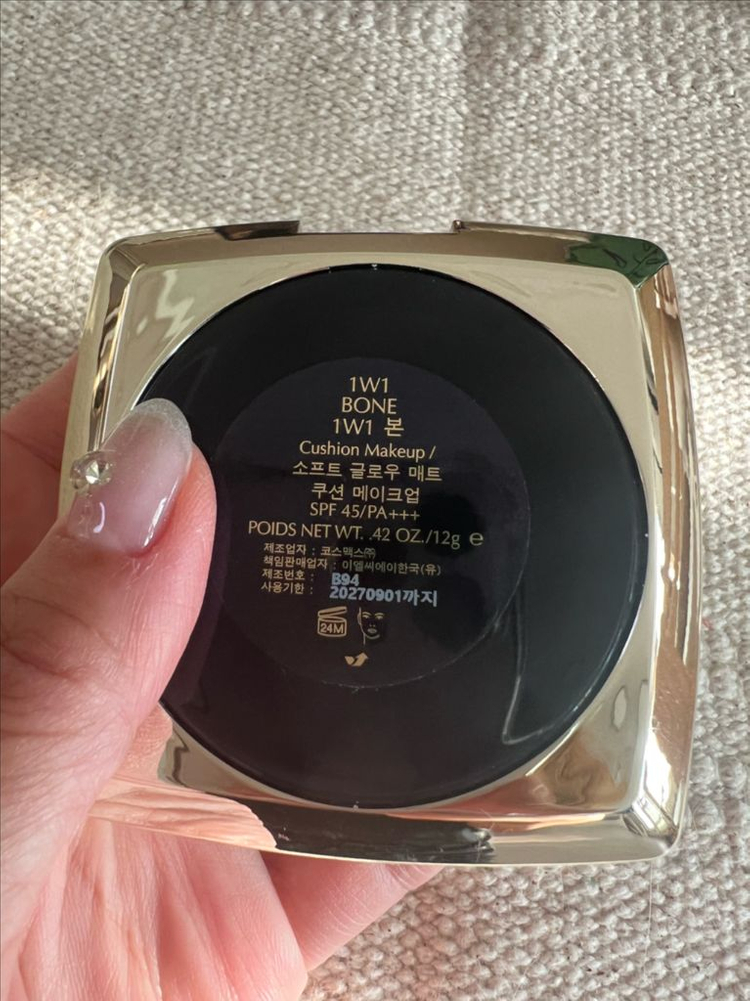 1W1
BONE
1W1 본
Cushion Makeup /
소프트 글로우 매트
쿠션 메이크업
SPF 45/PA+++
POIDS NET WT. .42 OZ./12g ℮
제조업자 : 코스맥스㈜
책임판매업자 : 이엘씨에이한국(유)
제조번호 : B94
사용기한 : 20270901까지
24M